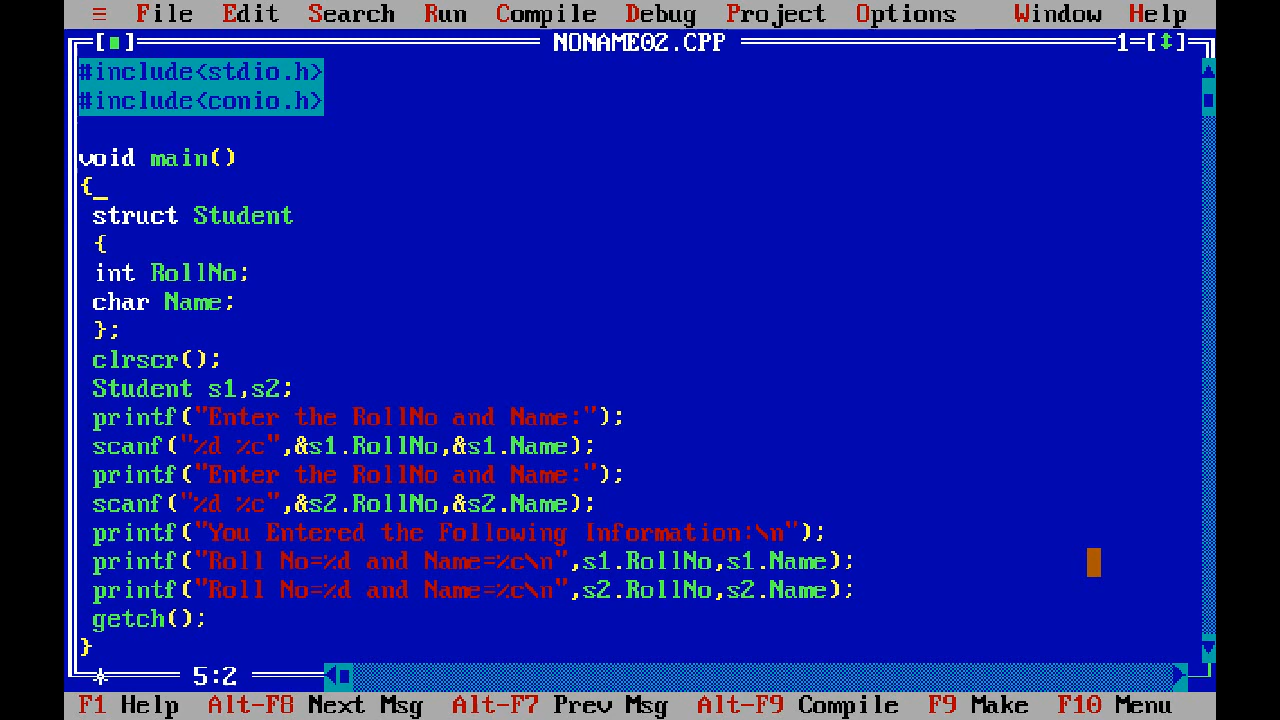 ≡ File Edit Search Run Compile Debug Project Options Window Help
[■] NONAME02.CPP 1=[↕]
#include<stdio.h>
#include<conio.h>
void main()
{
struct Student
{
int RollNo;
char Name;
};
clrscr();
Student s1,s2;
printf("Enter the RollNo and Name:");
scanf("%d %c",&s1.RollNo,&s1.Name);
printf("Enter the RollNo and Name:");
scanf("%d %c",&s2.RollNo,&s2.Name);
printf("You Entered the Following Information:\n");
printf("Roll No=%d and Name=%c\n",s1.RollNo,s1.Name);
printf("Roll No=%d and Name=%c\n",s2.RollNo,s2.Name);
getch();
}
5:2
F1 Help Alt-F8 Next Msg Alt-F7 Prev Msg Alt-F9 Compile F9 Make F10 Menu